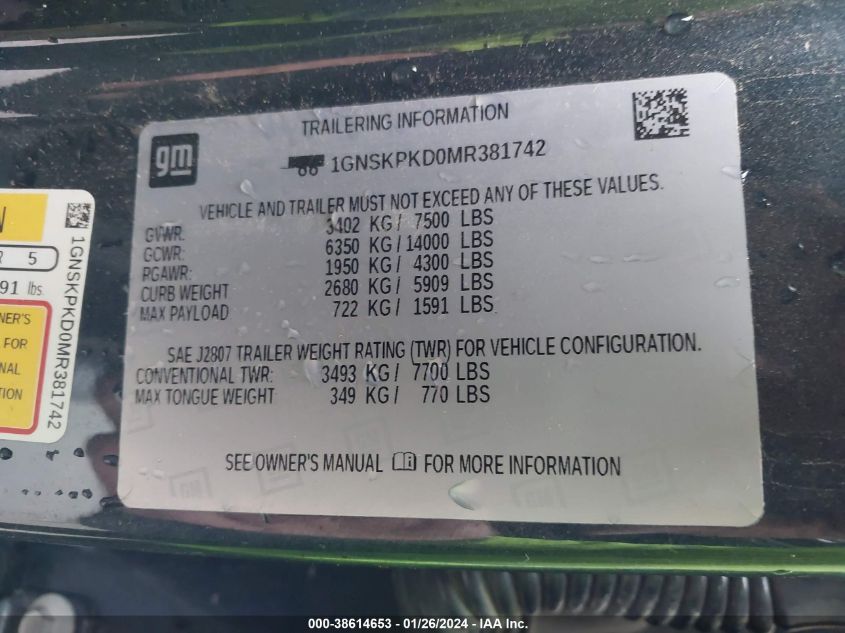 gm
TRAILERING INFORMATION
1GNSKPKD0MR381742
VEHICLE AND TRAILER MUST NOT EXCEED ANY OF THESE VALUES.
GVWR: 3402 KG / 7500 LBS
GCWR: 6350 KG / 14000 LBS
RGAWR: 1950 KG / 4300 LBS
CURB WEIGHT 2680 KG / 5909 LBS
MAX PAYLOAD 722 KG / 1591 LBS
SAE J2807 TRAILER WEIGHT RATING (TWR) FOR VEHICLE CONFIGURATION.
CONVENTIONAL TWR: 3493 KG / 7700 LBS
MAX TONGUE WEIGHT: 349 KG / 770 LBS
SEE OWNER'S MANUAL FOR MORE INFORMATION
N
R 5
91 lbs.
NER'S
FOR
NAL
TION
1GNSKPKD0MR381742
000-38614653 - 01/26/2024 - IAA Inc.